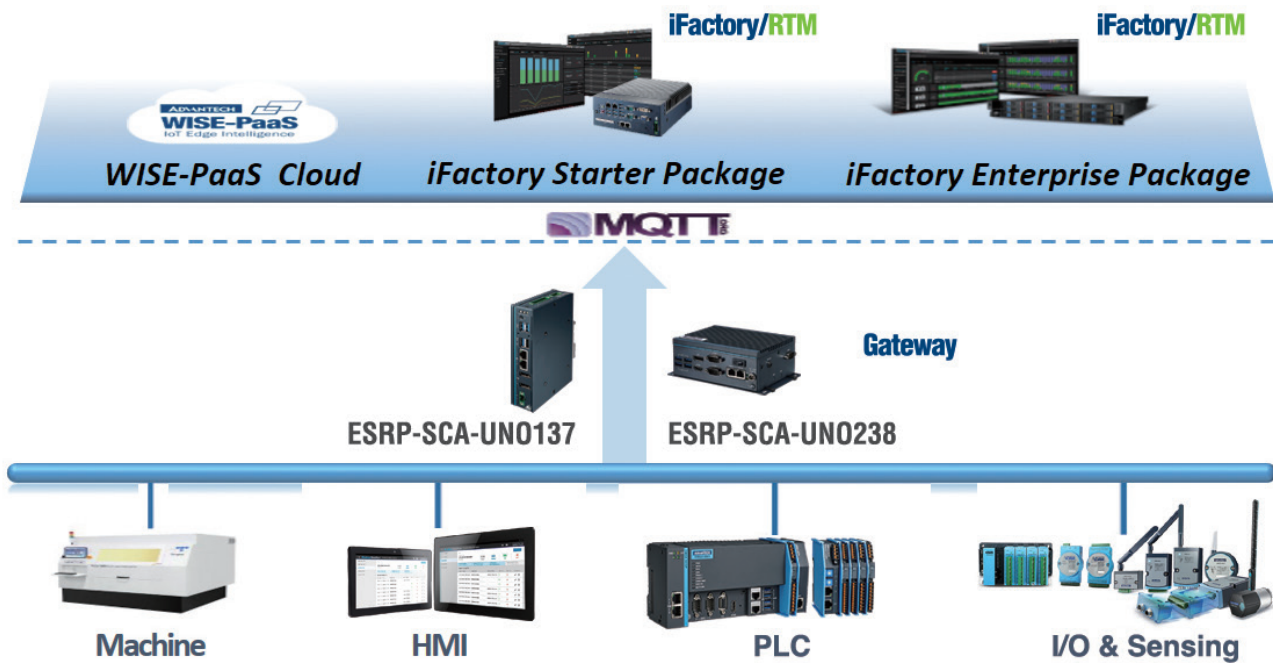 iFactory/RTM
iFactory/RTM
ADVANTECH
WISE-PaaS
IoT Edge Intelligence
WISE-PaaS Cloud
iFactory Starter Package
iFactory Enterprise Package
MQTT.ORG
Gateway
ESRP-SCA-UNO137
ESRP-SCA-UNO238
Machine
HMI
PLC
I/O & Sensing